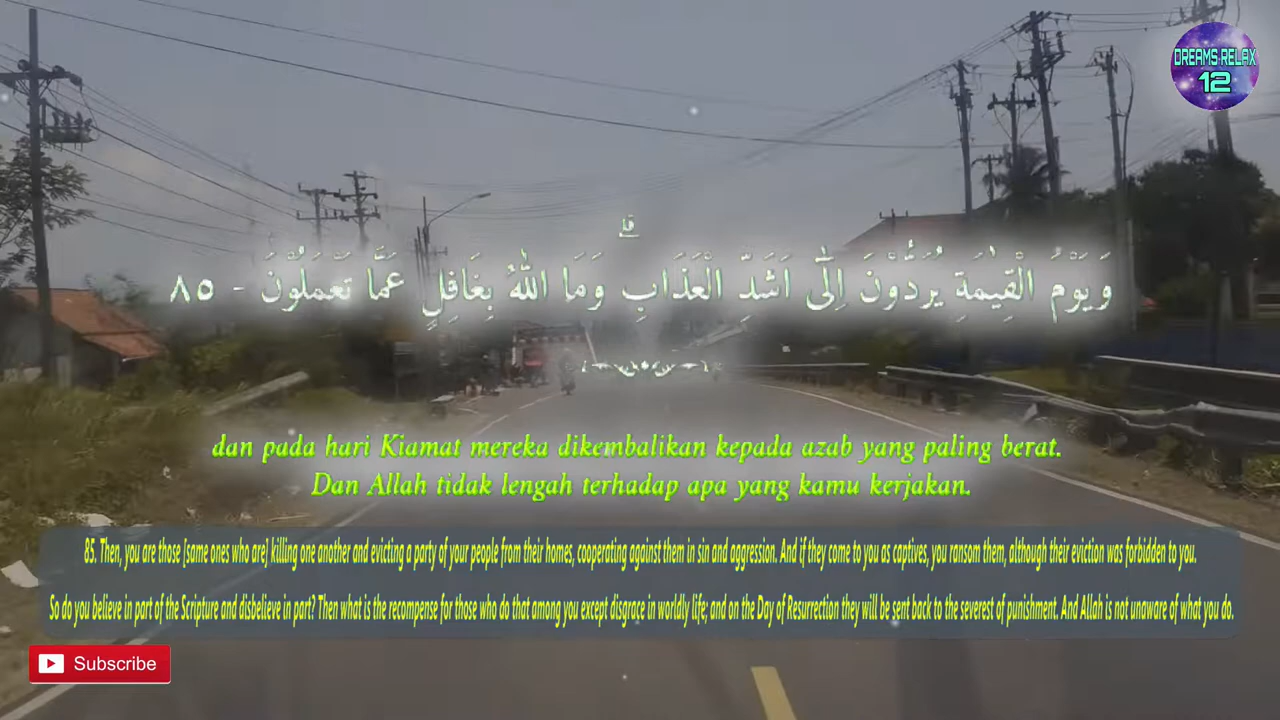 DREAMS RELAX
12
وَيَوْمَ الْقِيٰمَةِ يُرَدُّوْنَ اِلٰٓى اَشَدِّ الْعَذَابِۗ وَمَا اللّٰهُ بِغَافِلٍ عَمَّا تَعْمَلُوْنَ - ٨٥
dan pada hari Kiamat mereka dikembalikan kepada azab yang paling berat.
Dan Allah tidak lengah terhadap apa yang kamu kerjakan.
85. Then, you are those [same ones who are] killing one another and evicting a party of your people from their homes, cooperating against them in sin and aggression. And if they come to you as captives, you ransom them, although their eviction was forbidden to you.
So do you believe in part of the Scripture and disbelieve in part? Then what is the recompense for those who do that among you except disgrace in worldly life; and on the Day of Resurrection they will be sent back to the severest of punishment. And Allah is not unaware of what you do.
Subscribe